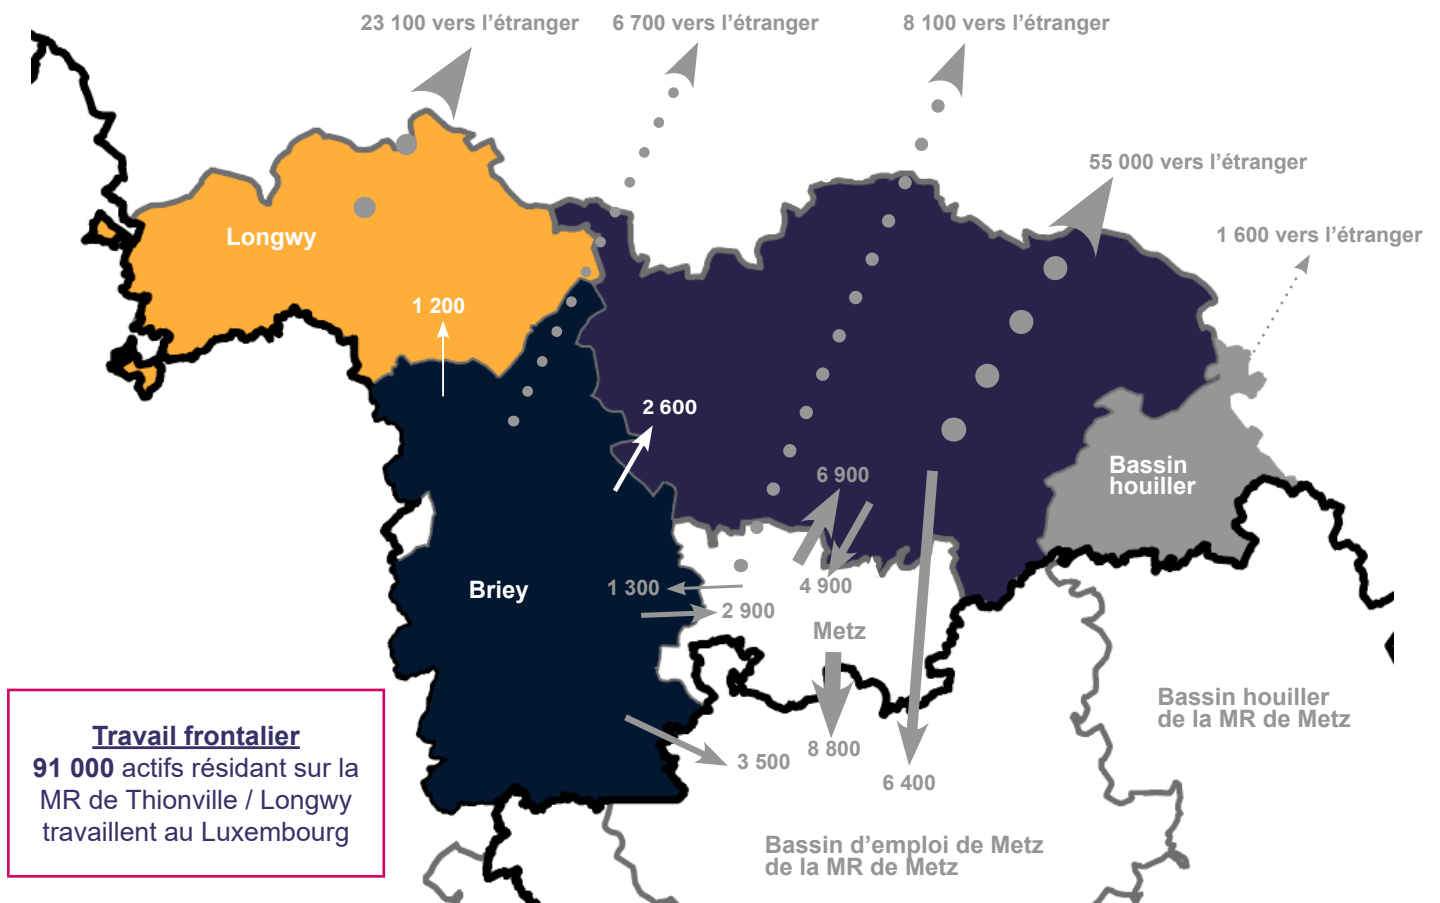 23 100 vers l’étranger
6 700 vers l’étranger
8 100 vers l’étranger
55 000 vers l’étranger
1 600 vers l’étranger
Longwy
1 200
2 600
Bassin
houiller
6 900
Briey
1 300
4 900
2 900
Metz
Bassin houiller
de la MR de Metz
8 800
3 500
6 400
Travail frontalier
91 000 actifs résidant sur la
MR de Thionville / Longwy
travaillent au Luxembourg
Bassin d’emploi de Metz
de la MR de Metz